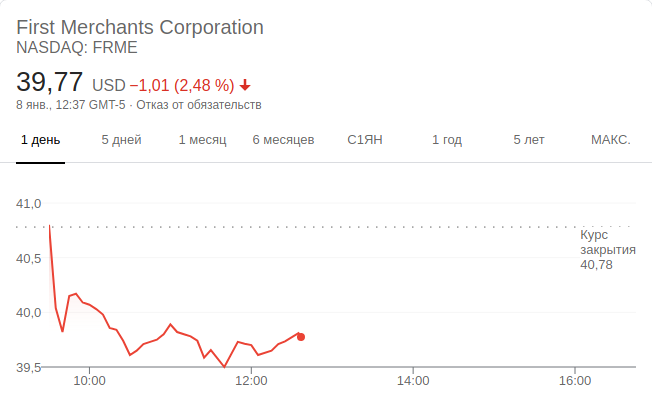 First Merchants Corporation
NASDAQ: FRME
39,77 USD −1,01 (2,48 %)
8 янв., 12:37 GMT-5 · Отказ от обязательств
1 день 5 дней 1 месяц 6 месяцев С1ЯН 1 год 5 лет МАКС.
41,0
Курс
закрытия
40,78
40,5
40,0
39,5
10:00 12:00 14:00 16:00